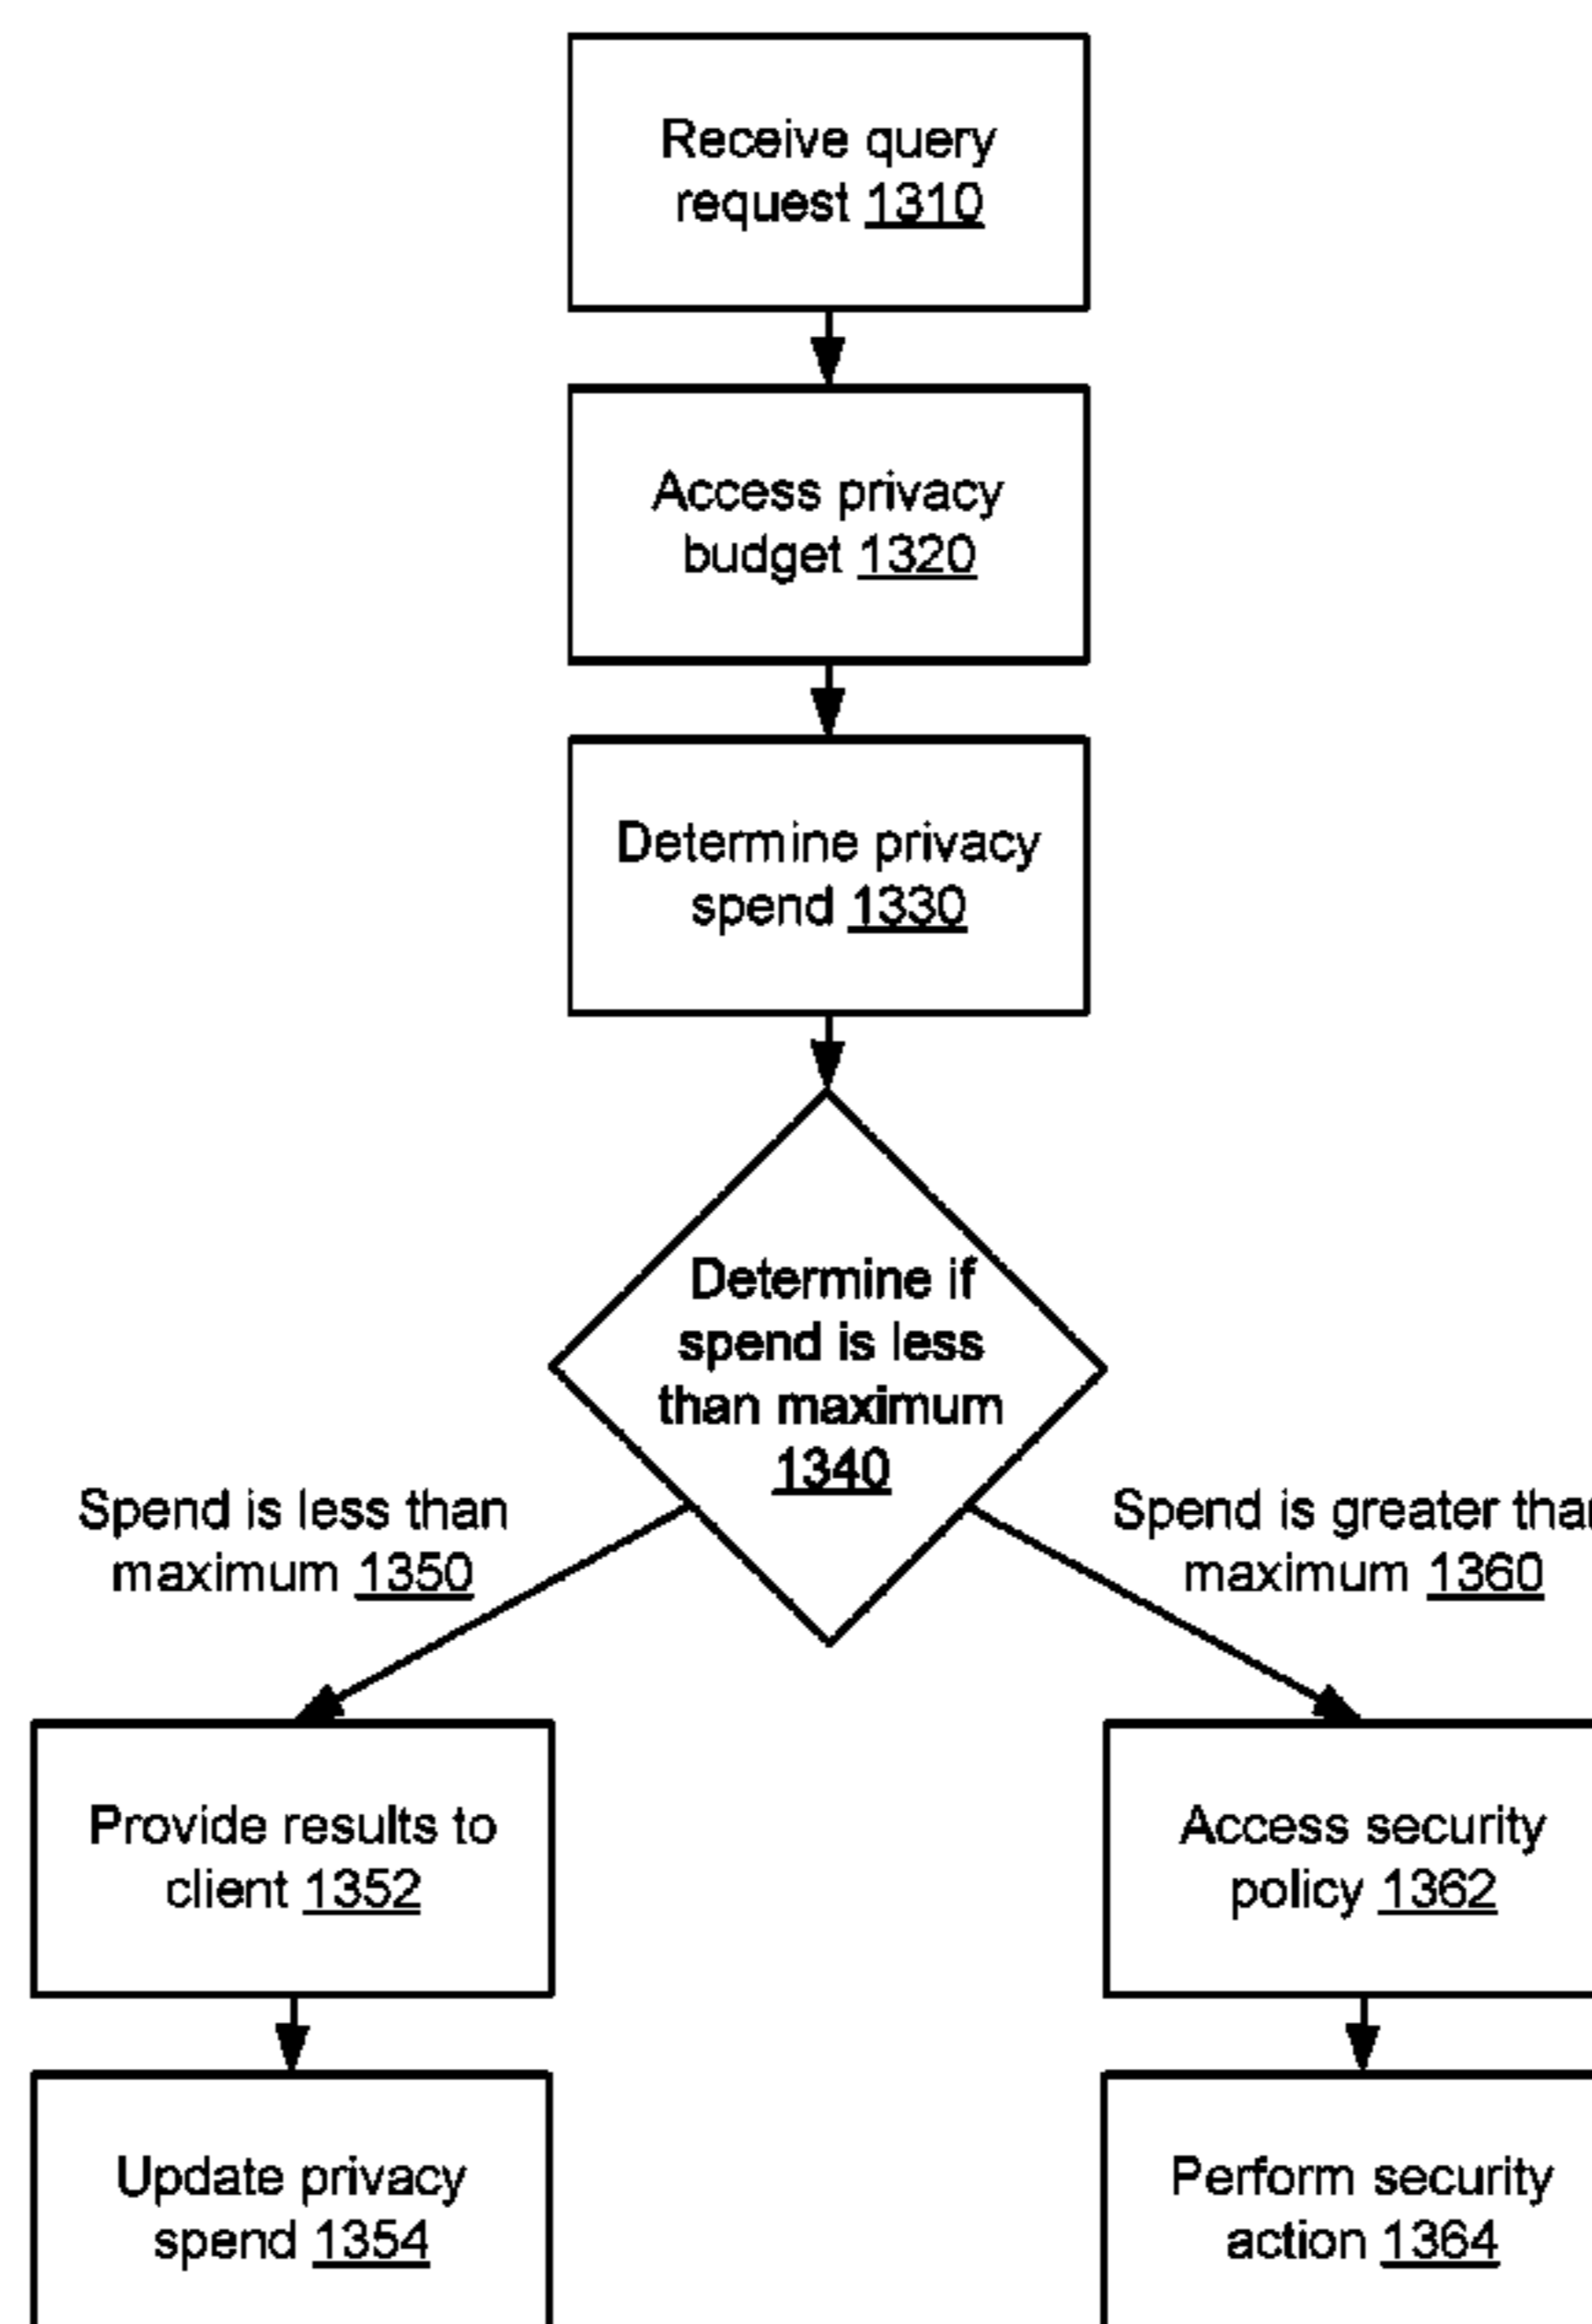 Receive query
request 1310
Access privacy
budget 1320
Determine privacy
spend 1330
Determine if
spend is less
than maximum
1340
Spend is less than
maximum 1350
Spend is greater than
maximum 1360
Provide results to
client 1352
Access security
policy 1362
Update privacy
spend 1354
Perform security
action 1364